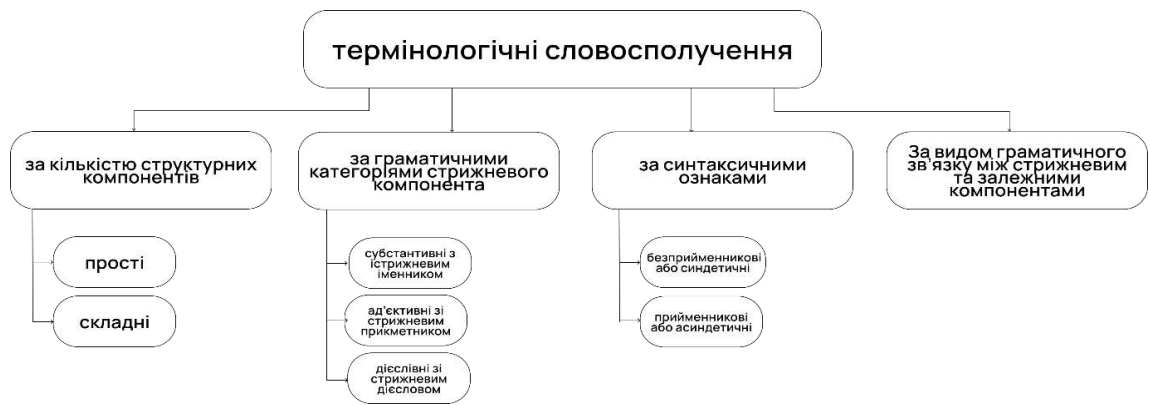 термінологічні словосполучення
за кількістю структурних
компонентів
за граматичними
категоріями стрижневого
компонента
за синтаксичними
ознаками
За видом граматичного
зв'язку між стрижневим
та залежними
компонентами
прості
складні
субстантивні з
істрижневим
іменником
ад'єктивні зі
стрижневим
прикметником
дієслівні зі
стрижневим
дієсловом
безприйменникові
або синдетичні
прийменникові
або асиндетичні